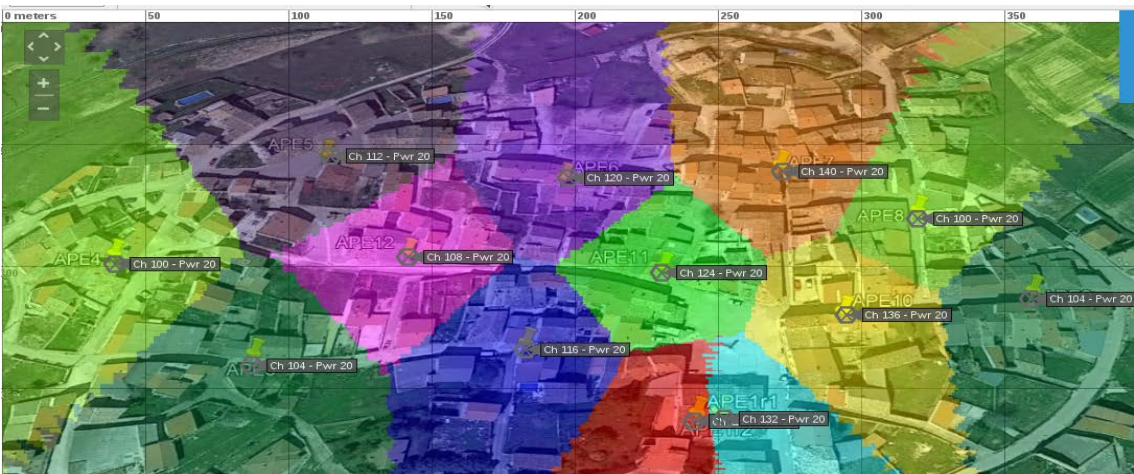 0 meters 50 100 150 200 250 300 350
APE5
Ch 112 - Pwr 20
APE6
Ch 120 - Pwr 20
APE7
Ch 140 - Pwr 20
APE8
Ch 100 - Pwr 20
APE12
Ch 108 - Pwr 20
APE4
Ch 100 - Pwr 20
APE11
Ch 124 - Pwr 20
100
APE10
Ch 136 - Pwr 20
Ch 104 - Pwr 20
Ch 116 - Pwr 20
Ch 104 - Pwr 20
APE1r1
Ch 132 - Pwr 20